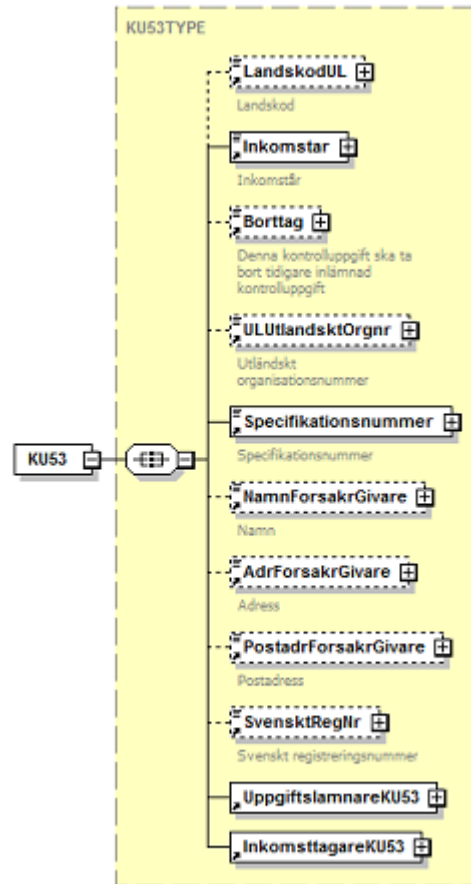 KU53TYPE
LandskodUL
Landskod
Inkomstar
Inkomstår
Borttag
Denna kontrolluppgift ska ta
bort tidigare inlämnad
kontrolluppgift
ULUtlandsktOrgnr
Utländskt
organisationsnummer
Specifikationsnummer
Specifikationsnummer
KU53
NamnForsakrGivare
Namn
AdrForsakrGivare
Adress
PostadrForsakrGivare
Postadress
SvensktRegNr
Svenskt registreringsnummer
UppgiftslamnareKU53
InkomsttagareKU53